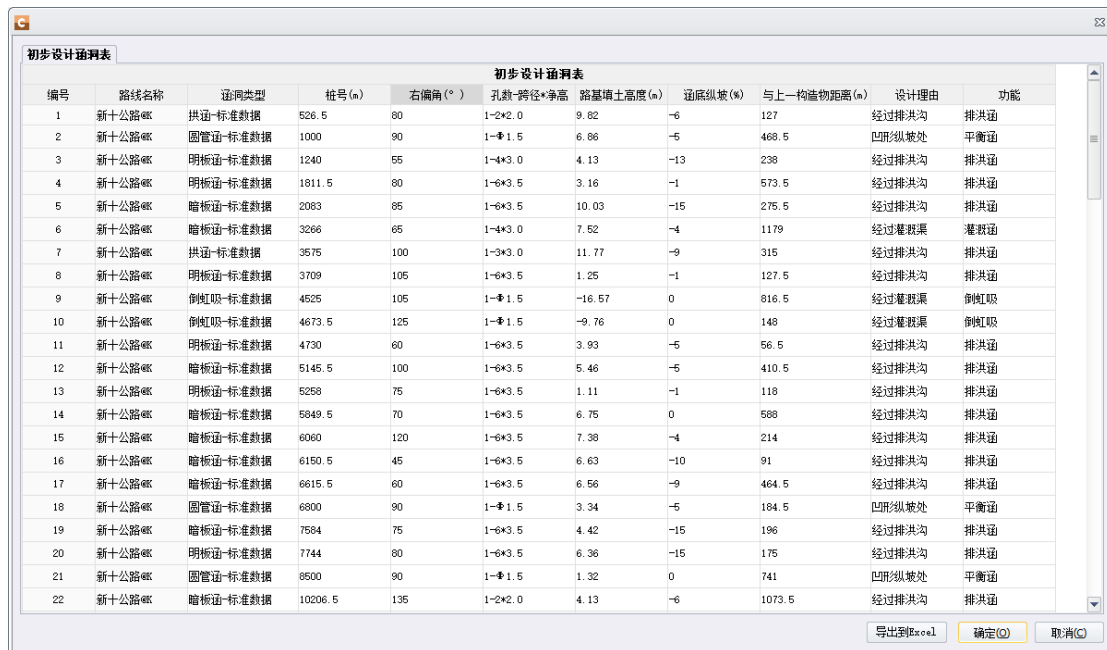 初步设计涵洞表
初步设计涵洞表
编号 路线名称 涵洞类型 桩号(m) 右偏角(°) 孔数-跨径*净高 路基填土高度(m) 涵底纵坡(%) 与上一构造物距离(m) 设计理由 功能
1 新十公路@K 拱涵-标准数据 526.5 80 1-2*2.0 9.82 -6 127 经过排洪沟 排洪涵
2 新十公路@K 圆管涵-标准数据 1000 90 1-Φ1.5 6.86 -5 468.5 凹形纵坡处 平衡涵
3 新十公路@K 明板涵-标准数据 1240 55 1-4*3.0 4.13 -13 238 经过排洪沟 排洪涵
4 新十公路@K 明板涵-标准数据 1811.5 80 1-6*3.5 3.16 -1 573.5 经过排洪沟 排洪涵
5 新十公路@K 暗板涵-标准数据 2083 85 1-6*3.5 10.03 -15 275.5 经过排洪沟 排洪涵
6 新十公路@K 暗板涵-标准数据 3266 65 1-4*3.0 7.52 -4 1179 经过灌溉渠 灌溉涵
7 新十公路@K 拱涵-标准数据 3575 100 1-3*3.0 11.77 -9 315 经过排洪沟 排洪涵
8 新十公路@K 明板涵-标准数据 3709 105 1-6*3.5 1.25 -1 127.5 经过排洪沟 排洪涵
9 新十公路@K 倒虹吸-标准数据 4525 105 1-Φ1.5 -16.57 0 816.5 经过灌溉渠 倒虹吸
10 新十公路@K 倒虹吸-标准数据 4673.5 125 1-Φ1.5 -9.76 0 148 经过灌溉渠 倒虹吸
11 新十公路@K 明板涵-标准数据 4730 60 1-6*3.5 3.93 -5 56.5 经过排洪沟 排洪涵
12 新十公路@K 暗板涵-标准数据 5145.5 100 1-6*3.5 5.46 -5 410.5 经过排洪沟 排洪涵
13 新十公路@K 明板涵-标准数据 5258 75 1-6*3.5 1.11 -1 118 经过排洪沟 排洪涵
14 新十公路@K 暗板涵-标准数据 5849.5 70 1-6*3.5 6.75 0 588 经过排洪沟 排洪涵
15 新十公路@K 暗板涵-标准数据 6060 120 1-6*3.5 7.38 -4 214 经过排洪沟 排洪涵
16 新十公路@K 暗板涵-标准数据 6150.5 45 1-6*3.5 6.63 -10 91 经过排洪沟 排洪涵
17 新十公路@K 暗板涵-标准数据 6615.5 60 1-6*3.5 6.56 -9 464.5 经过排洪沟 排洪涵
18 新十公路@K 圆管涵-标准数据 6800 90 1-Φ1.5 3.34 -5 184.5 凹形纵坡处 平衡涵
19 新十公路@K 暗板涵-标准数据 7584 75 1-6*3.5 4.42 -15 196 经过排洪沟 排洪涵
20 新十公路@K 明板涵-标准数据 7744 80 1-6*3.5 6.36 -15 175 经过排洪沟 排洪涵
21 新十公路@K 圆管涵-标准数据 8500 90 1-Φ1.5 1.32 0 741 凹形纵坡处 平衡涵
22 新十公路@K 暗板涵-标准数据 10206.5 135 1-2*2.0 4.13 -6 1073.5 经过排洪沟 排洪涵
导出到Excel 确定(O) 取消(C)